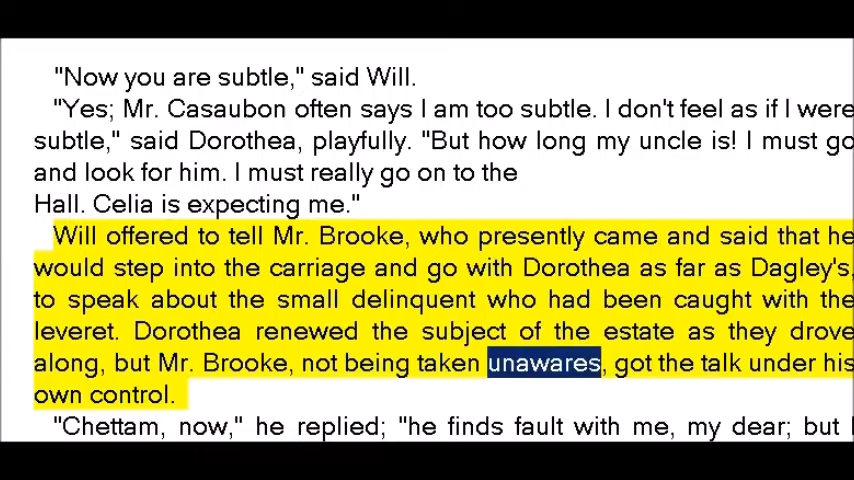 "Now you are subtle," said Will.
"Yes; Mr. Casaubon often says I am too subtle. I don't feel as if I were
subtle," said Dorothea, playfully. "But how long my uncle is! I must go
and look for him. I must really go on to the
Hall. Celia is expecting me."
Will offered to tell Mr. Brooke, who presently came and said that he
would step into the carriage and go with Dorothea as far as Dagley's,
to speak about the small delinquent who had been caught with the
leveret. Dorothea renewed the subject of the estate as they drove
along, but Mr. Brooke, not being taken unawares, got the talk under his
own control.
"Chettam, now," he replied; "he finds fault with me, my dear; but I